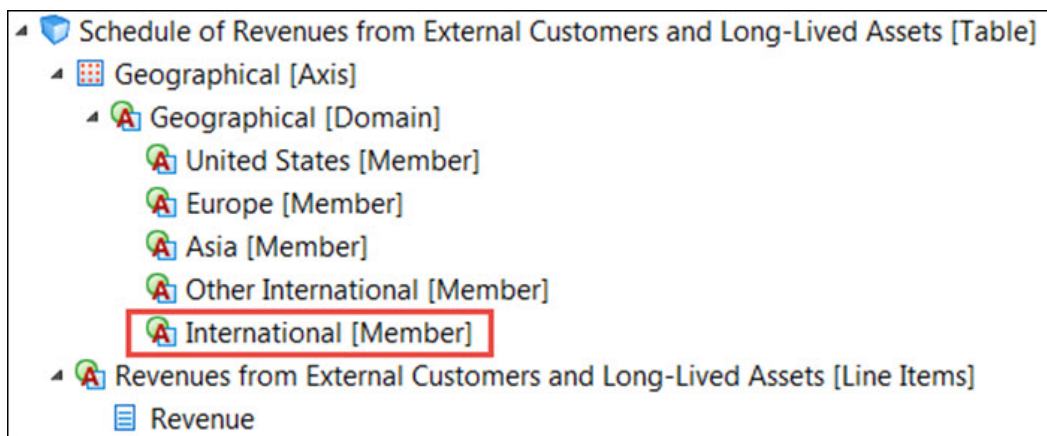 Schedule of Revenues from External Customers and Long-Lived Assets [Table]
Geographical [Axis]
Geographical [Domain]
United States [Member]
Europe [Member]
Asia [Member]
Other International [Member]
International [Member]
Revenues from External Customers and Long-Lived Assets [Line Items]
Revenue